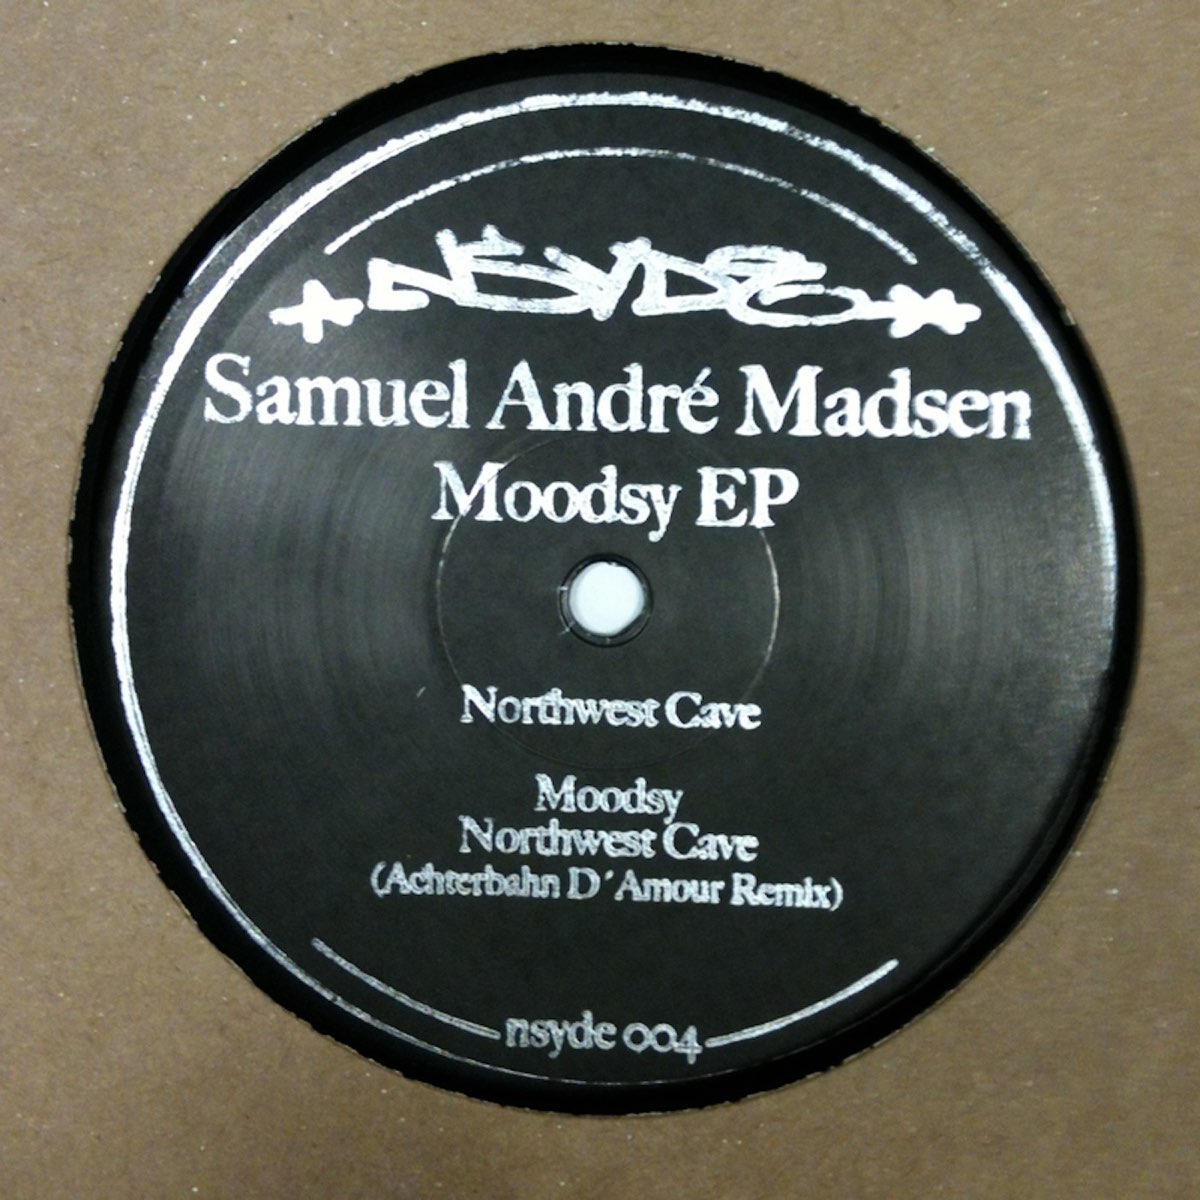 NSYDE
Samuel André Madsen
Moodsy EP
Northwest Cave
Moodsy
Northwest Cave
(Achterbahn D´Amour Remix)
nsyde 004